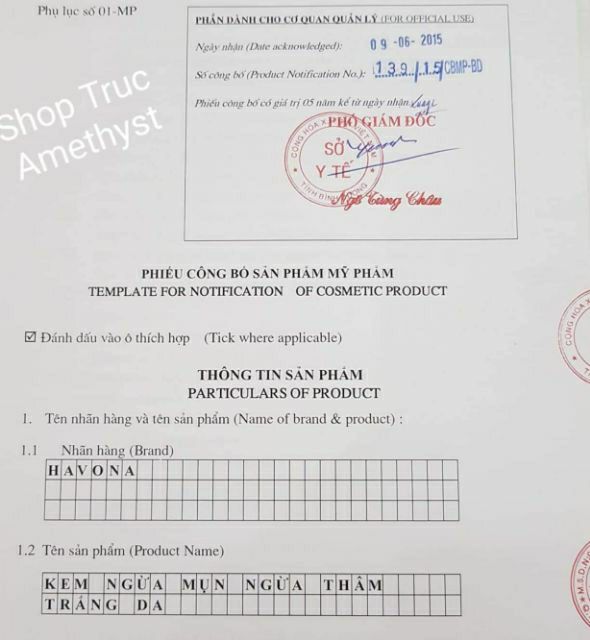 Phụ lục số 01-MP
PHẦN DÀNH CHO CƠ QUAN QUẢN LÝ (FOR OFFICIAL USE)
Ngày nhận (Date acknowledged): 09-06-2015
Số công bố (Product Notification No.): 139/15/CBMP-BD
Phiếu công bố có giá trị 05 năm kể từ ngày nhận
PHÓ GIÁM ĐỐC
SỞ
Y TẾ
Ngô Tùng Châu
Shop Truc
Amethyst
PHIẾU CÔNG BỐ SẢN PHẨM MỸ PHẨM
TEMPLATE FOR NOTIFICATION OF COSMETIC PRODUCT
☑ Đánh dấu vào ô thích hợp (Tick where applicable)
THÔNG TIN SẢN PHẨM
PARTICULARS OF PRODUCT
1. Tên nhãn hàng và tên sản phẩm (Name of brand & product) :
1.1 Nhãn hàng (Brand)
HAVONA
1.2 Tên sản phẩm (Product Name)
KEM NGỪA MỤN NGỪA THÂM
TRẮNG DA